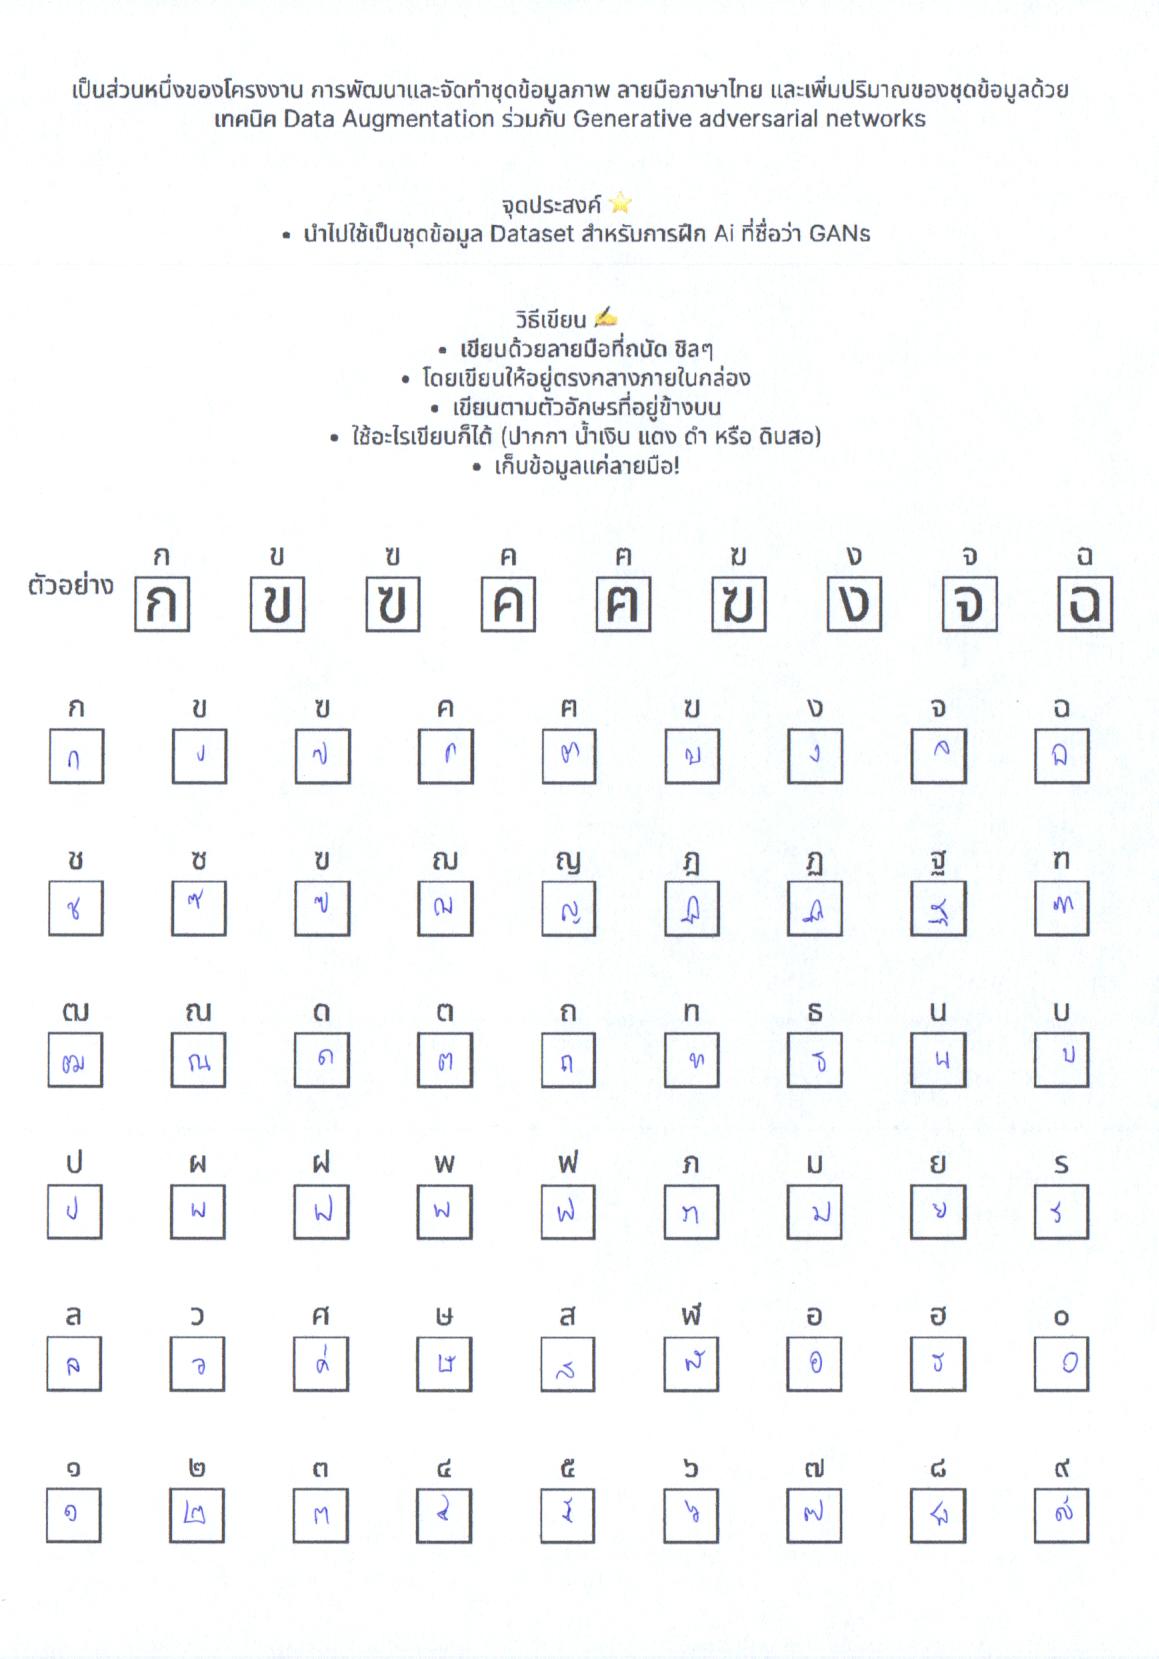 เป็นส่วนหนึ่งของโครงงาน การพัฒนาและจัดทำชุดข้อมูลภาพ ลายมือภาษาไทย และเพิ่มปริมาณของชุดข้อมูลด้วย
เทคนิค Data Augmentation ร่วมกับ Generative adversarial networks
จุดประสงค์ ⭐
• นำไปใช้เป็นชุดข้อมูล Dataset สำหรับการฝึก Ai ที่ชื่อว่า GANs
วิธีเขียน ✍
• เขียนด้วยลายมือที่ถนัด ชิลๆ
• โดยเขียนให้อยู่ตรงกลางภายในกล่อง
• เขียนตามตัวอักษรที่อยู่ข้างบน
• ใช้อะไรเขียนก็ได้ (ปากกา น้ำเงิน แดง ดำ หรือ ดินสอ)
• เก็บข้อมูลแค่ลายมือ!
ก ข ฃ ค ฅ ฆ ง จ ฉ
ตัวอย่าง ก ข ฃ ค ฅ ฆ ง จ ฉ
ก ข ฃ ค ฅ ฆ ง จ ฉ
ก ข ฃ ค ฅ ฆ ง จ ฉ
ช ซ ฃ ฌ ญ ฎ ฏ ฐ ฑ
ช ซ ฃ ฌ ญ ฎ ฏ ฐ ฑ
ฒ ณ ด ต ถ ท ธ น บ
ฒ ณ ด ต ถ ท ธ น บ
ป ผ ฝ พ ฟ ภ ม ย ร
ป ผ ฝ พ ฟ ภ ม ย ร
ล ว ศ ษ ส ฬ อ ฮ ๐
ล ว ศ ษ ส ฬ อ ฮ ๐
๑ ๒ ๓ ๔ ๕ ๖ ๗ ๘ ๙
๑ ๒ ๓ ๔ ๕ ๖ ๗ ๘ ๙